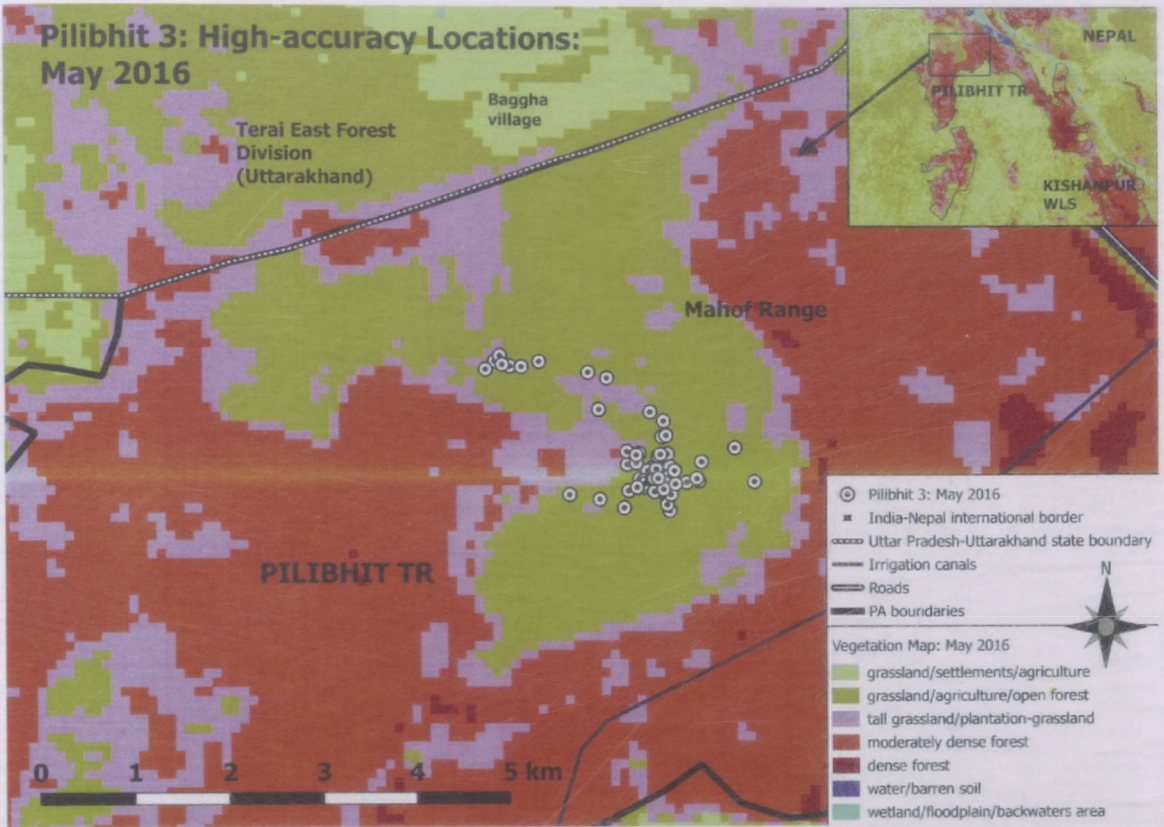 Pilibhit 3: High-accuracy Locations:
May 2016
Baggha
village
Terai East Forest
Division
(Uttarakhand)
NEPAL
PILIBHIT TR
KISHANPUR
WLS
Mahof Range
PILIBHIT TR
Pilibhit 3: May 2016
India-Nepal international border
Uttar Pradesh-Uttarakhand state boundary
Irrigation canals
Roads
PA boundaries
N
Vegetation Map: May 2016
grassland/settlements/agriculture
grassland/agriculture/open forest
tall grassland/plantation-grassland
moderately dense forest
dense forest
water/barren soil
wetland/floodplain/backwaters area
0 1 2 3 4 5 km